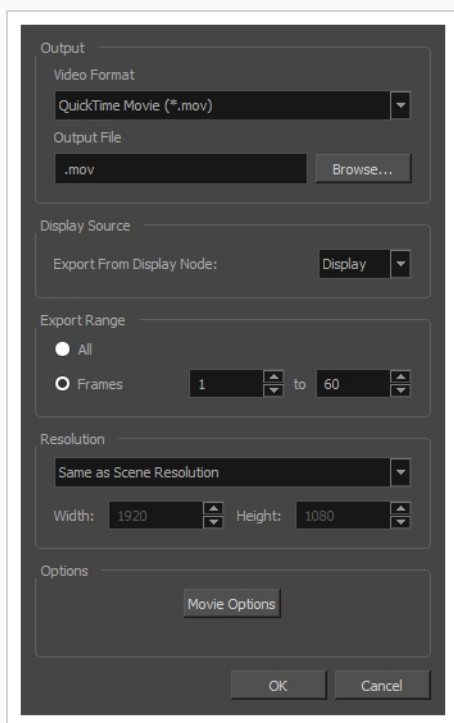 Output
Video Format
QuickTime Movie (*.mov)
Output File
.mov Browse...
Display Source
Export From Display Node: Display
Export Range
All
Frames 1 to 60
Resolution
Same as Scene Resolution
Width: 1920 Height: 1080
Options
Movie Options
OK Cancel